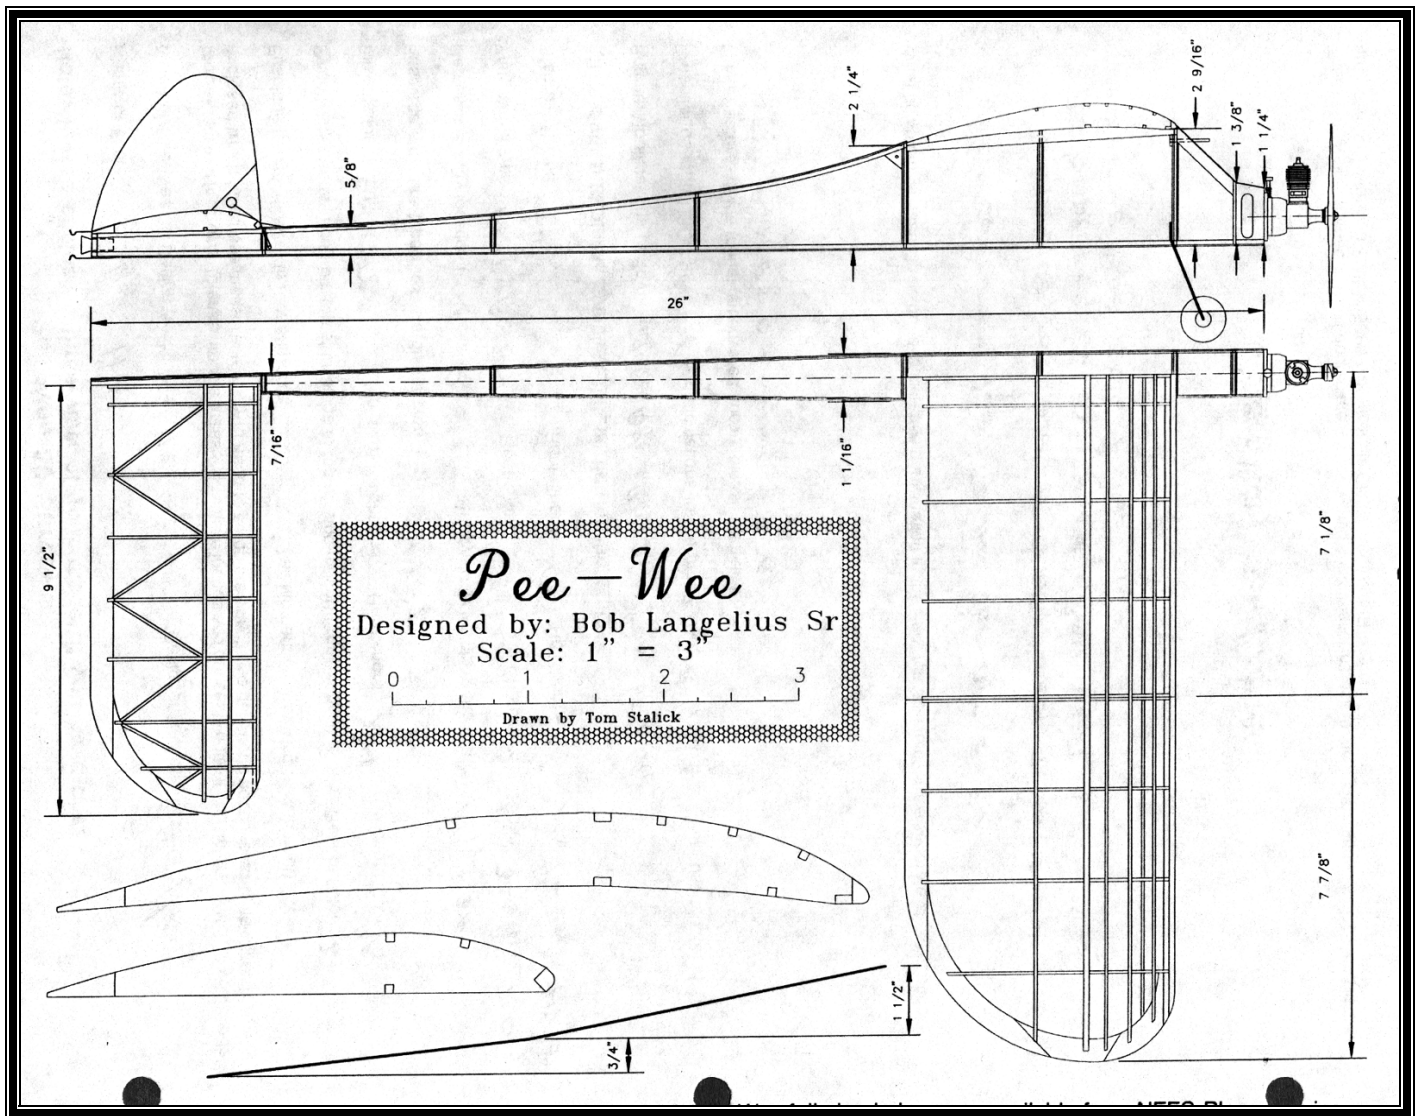 2 1/4"
2 9/16"
1 3/8"
1 1/4"
5/8"
26"
7/16"
1 1/16"
9 1/2"
7 1/8"
Pee-Wee
Designed by: Bob Langelius Sr
Scale: 1" = 3"
0 1 2 3
Drawn by Tom Stalick
7 7/8"
1 1/2"
3/4"